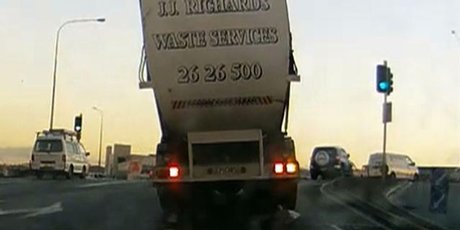 J.J. RICHARDS
WASTE SERVICES
26 26 500